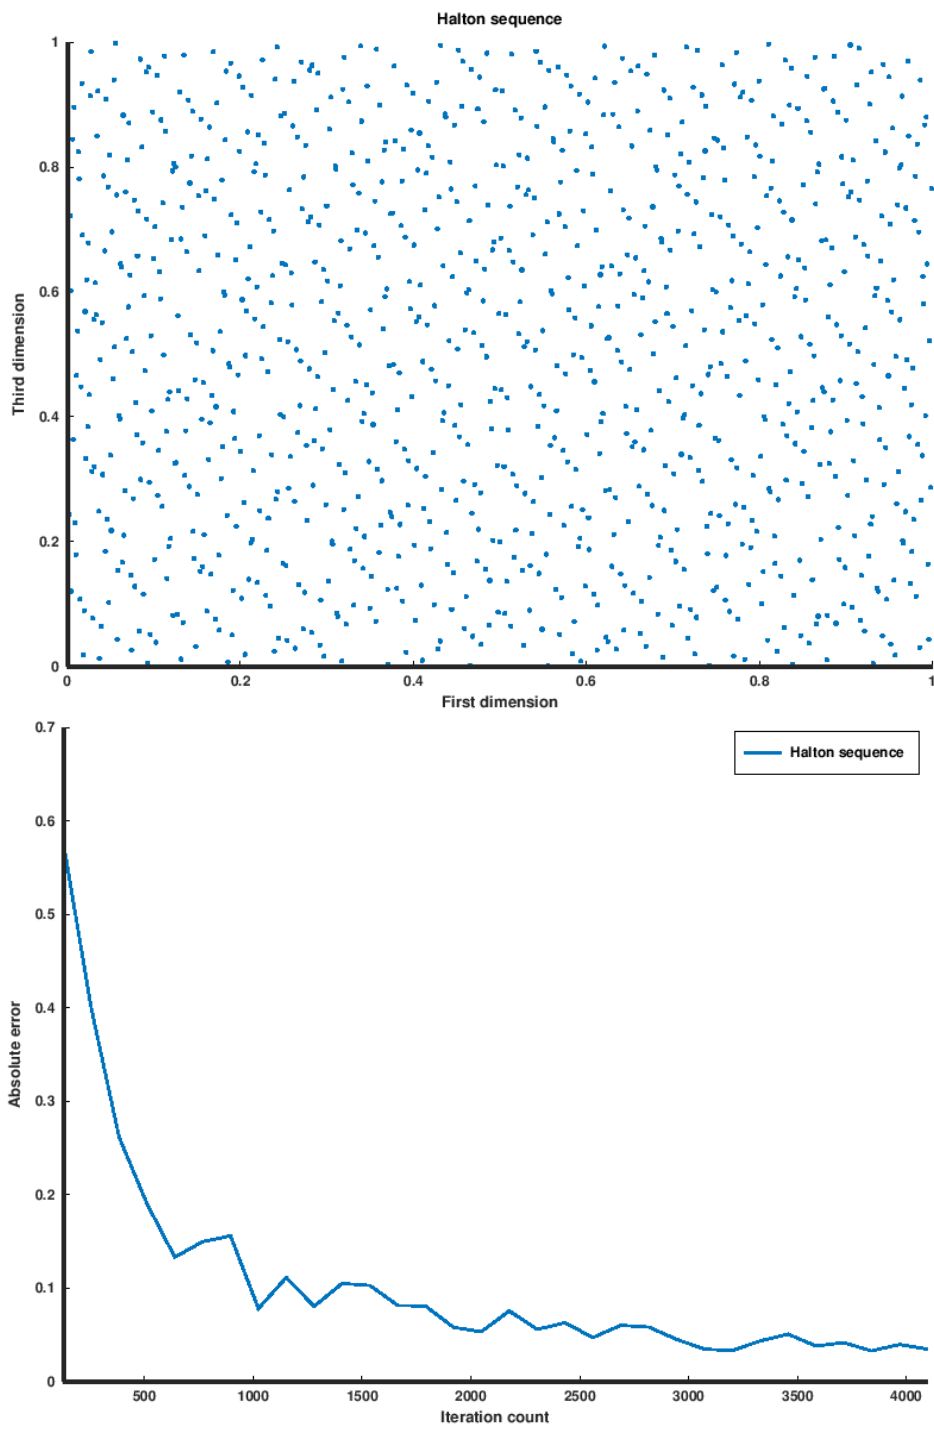 Halton sequence
1
0.8
0.6
0.4
0.2
0
Third dimension
0 0.2 0.4 0.6 0.8 1
First dimension
0.7
0.6
0.5
0.4
0.3
0.2
0.1
0
Absolute error
Halton sequence
500 1000 1500 2000 2500 3000 3500 4000
Iteration count